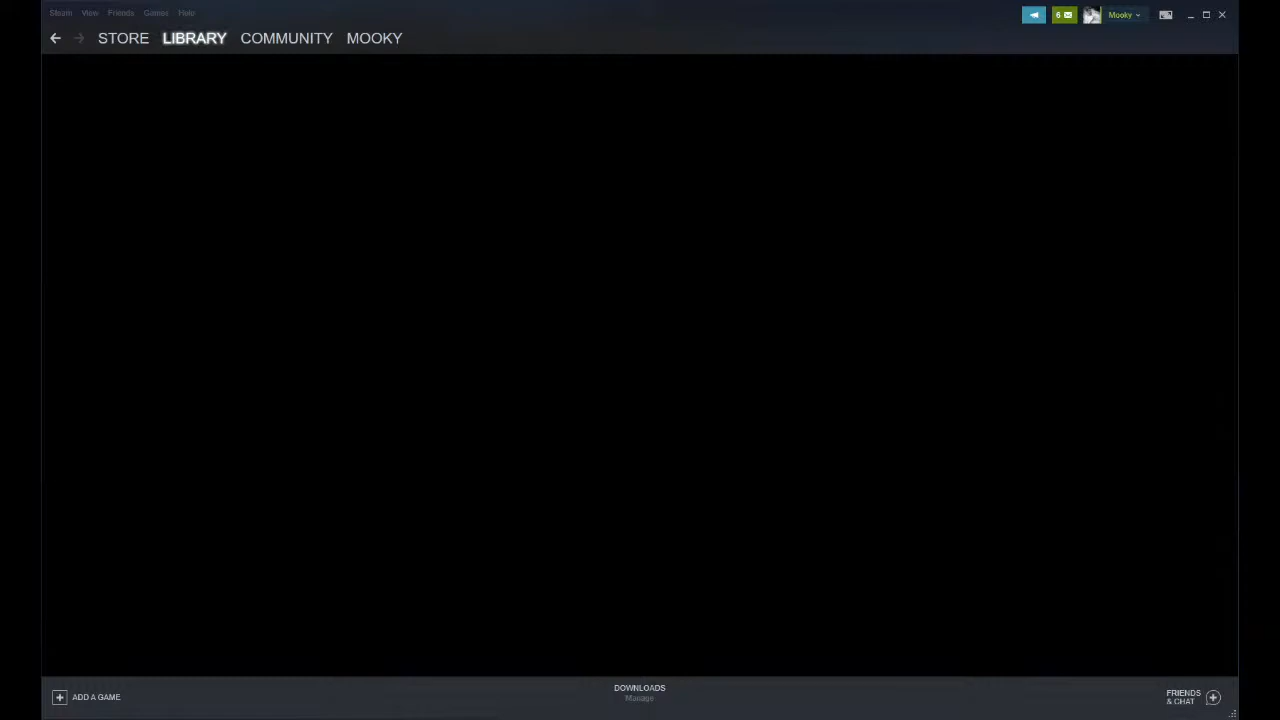 Steam View Friends Games Help
6 Mooky
STORE LIBRARY COMMUNITY MOOKY
ADD A GAME
DOWNLOADS
Manage
FRIENDS
& CHAT